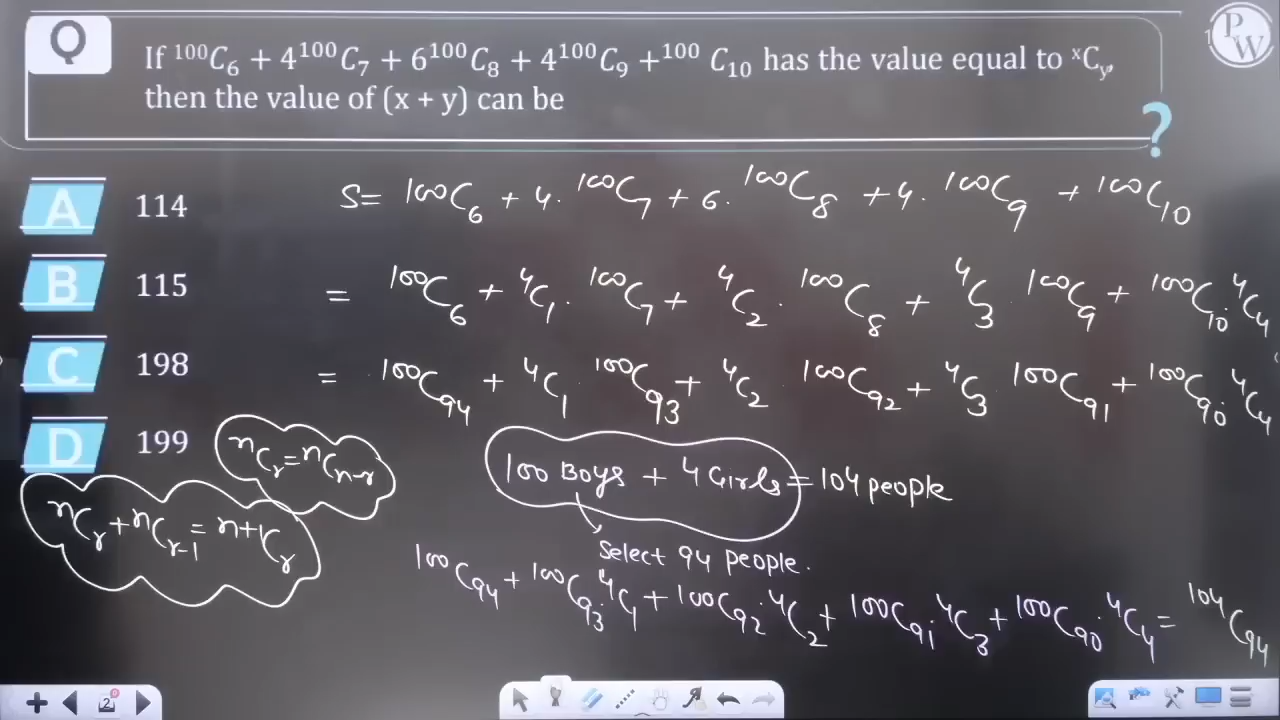 Q
If ¹⁰⁰C₆ + 4¹⁰⁰C₇ + 6¹⁰⁰C₈ + 4¹⁰⁰C₉ +¹⁰⁰ C₁₀ has the value equal to ˣCᵧ,
then the value of (x + y) can be
PW
?
A 114
B 115
C 198
D 199
S= ¹⁰⁰C₆ + 4. ¹⁰⁰C₇ + 6. ¹⁰⁰C₈ + 4. ¹⁰⁰C₉ + ¹⁰⁰C₁₀
= ¹⁰⁰C₆ + ⁴C₁. ¹⁰⁰C₇ + ⁴C₂. ¹⁰⁰C₈ + ⁴C₃. ¹⁰⁰C₉ + ¹⁰⁰C₁₀.⁴C₄
= ¹⁰⁰C₉₄ + ⁴C₁ ¹⁰⁰C₉₃ + ⁴C₂ ¹⁰⁰C₉₂ + ⁴C₃. ¹⁰⁰C₉₁ + ¹⁰⁰C₉₀.⁴C₄
ⁿCᵣ = ⁿCₙ₋ᵣ
ⁿCᵣ + ⁿCᵣ₋₁ = ⁿ⁺¹Cᵣ
100 Boys + 4 Girls = 104 people
Select 94 people.
¹⁰⁰C₉₄ + ¹⁰⁰C₉₃.⁴C₁ + ¹⁰⁰C₉₂.⁴C₂ + ¹⁰⁰C₉₁.⁴C₃ + ¹⁰⁰C₉₀.⁴C₄ = ¹⁰⁴C₉₄
2